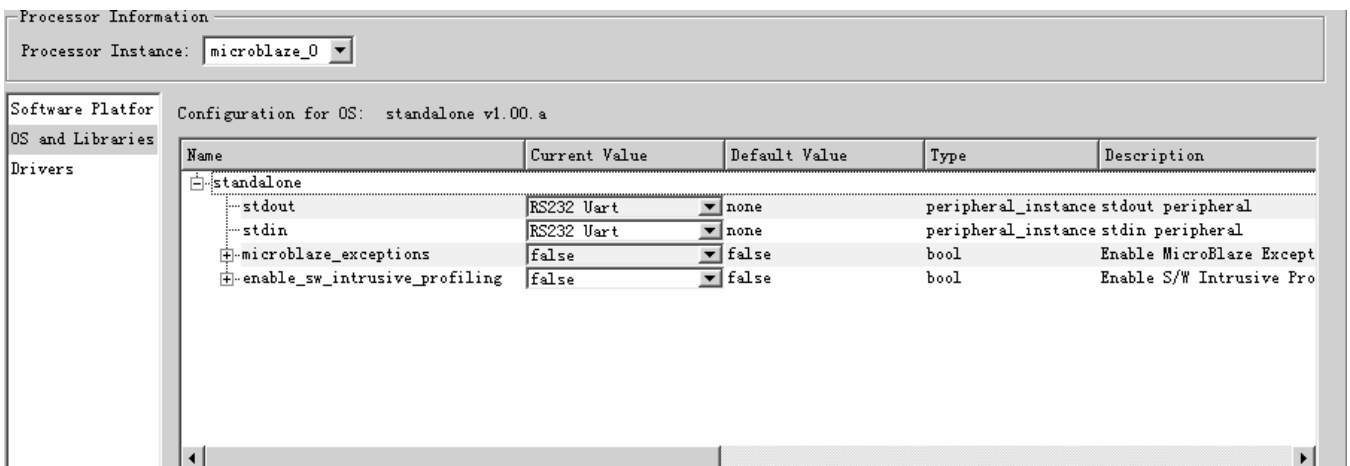 Processor Information
Processor Instance: microblaze_0
Software Platfor
Configuration for OS: standalone v1.00.a
OS and Libraries
Drivers
Name Current Value Default Value Type Description
standalone
stdout RS232 Uart none peripheral_instance stdout peripheral
stdin RS232 Uart none peripheral_instance stdin peripheral
microblaze_exceptions false false bool Enable MicroBlaze Except
enable_sw_intrusive_profiling false false bool Enable S/W Intrusive Pro